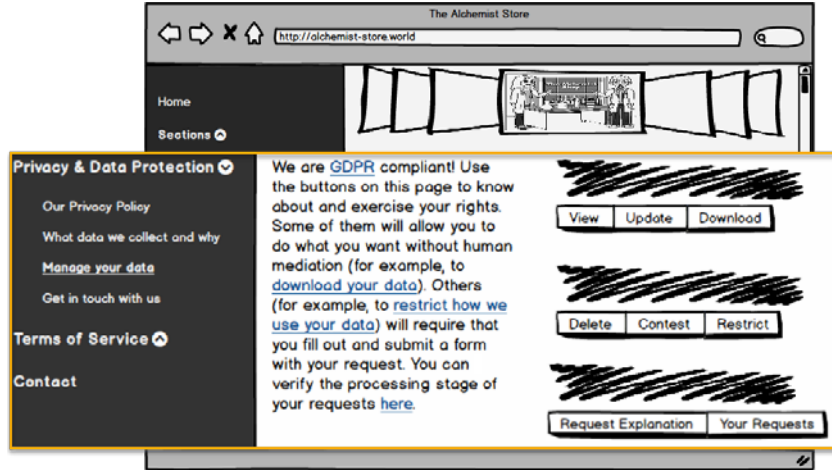 The Alchemist Store
http://alchemist-store.world
Home
Sections
Privacy & Data Protection
Our Privacy Policy
What data we collect and why
Manage your data
Get in touch with us
Terms of Service
Contact
We are GDPR compliant! Use
the buttons on this page to know
about and exercise your rights.
Some of them will allow you to
do what you want without human
mediation (for example, to
download your data). Others
(for example, to restrict how we
use your data) will require that
you fill out and submit a form
with your request. You can
verify the processing stage of
your requests here.
View Update Download
Delete Contest Restrict
Request Explanation Your Requests